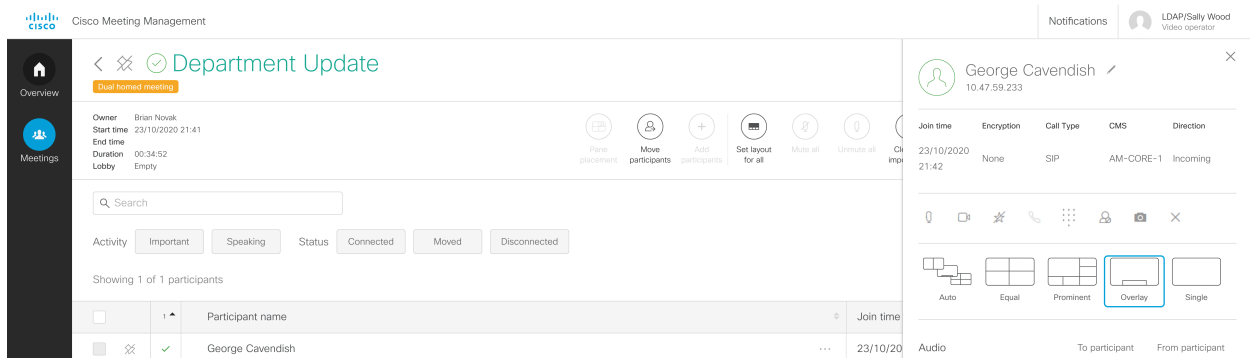 CISCO
Cisco Meeting Management
Notifications
LDAP/Sally Wood
Video operator
Overview
Meetings
Department Update
Dual homed meeting
Owner Brian Novak
Start time 23/10/2020 21:41
End time
Duration 00:34:52
Lobby Empty
Pane placement
Move participants
Add participants
Set layout for all
Mute all
Unmute all
Search
Activity Important Speaking Status Connected Moved Disconnected
Showing 1 of 1 participants
1 Participant name Join time
George Cavendish ... 23/10/20
George Cavendish
10.47.59.233
Join time Encryption Call Type CMS Direction
23/10/2020 21:42 None SIP AM-CORE-1 Incoming
Auto Equal Prominent Overlay Single
Audio To participant From participant